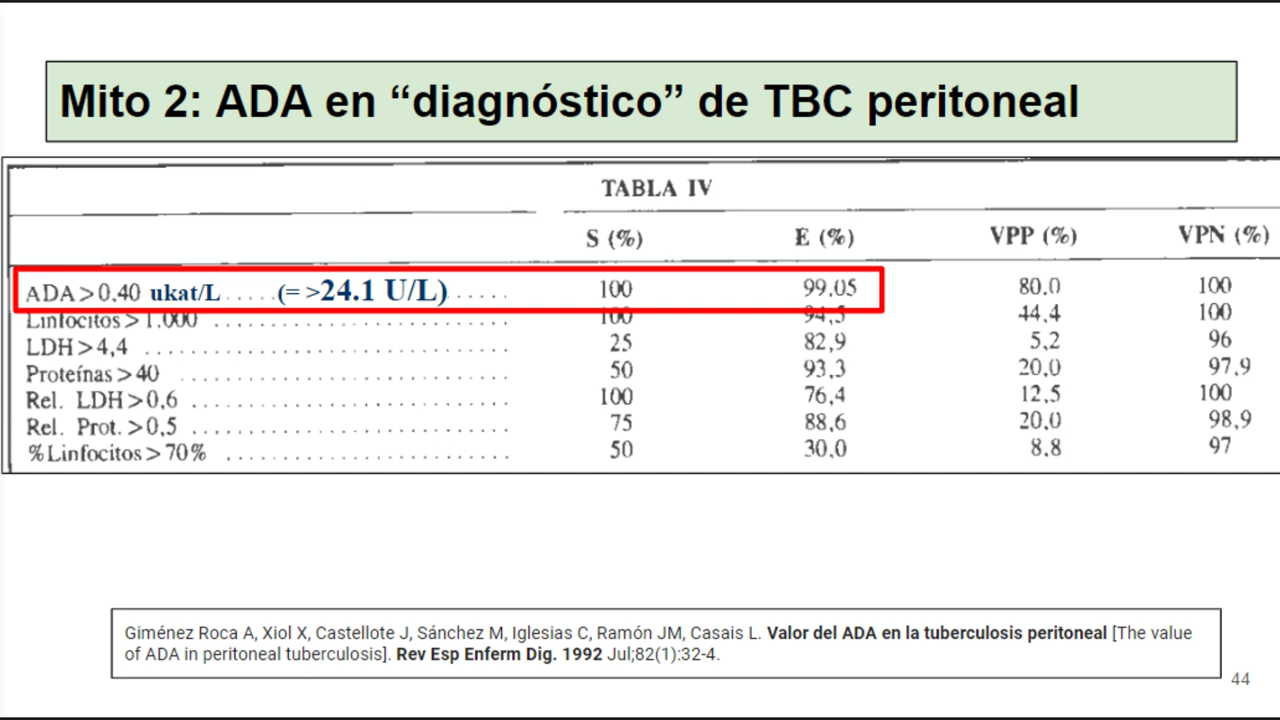 Mito 2: ADA en “diagnóstico” de TBC peritoneal
TABLA IV
S (%) E (%) VPP (%) VPN (%)
ADA>0,40 ukat/L ..... (= >24.1 U/L) ...... 100 99,05 80,0 100
Linfocitos>1.000 100 94,5 44,4 100
LDH>4,4 25 82,9 5,2 96
Proteínas>40 50 93,3 20,0 97,9
Rel. LDH>0,6 100 76,4 12,5 100
Rel. Prot.>0,5 75 88,6 20,0 98,9
%Linfocitos>70% 50 30,0 8,8 97
Giménez Roca A, Xiol X, Castellote J, Sánchez M, Iglesias C, Ramón JM, Casais L. Valor del ADA en la tuberculosis peritoneal [The value
of ADA in peritoneal tuberculosis]. Rev Esp Enferm Dig. 1992 Jul;82(1):32-4.
44